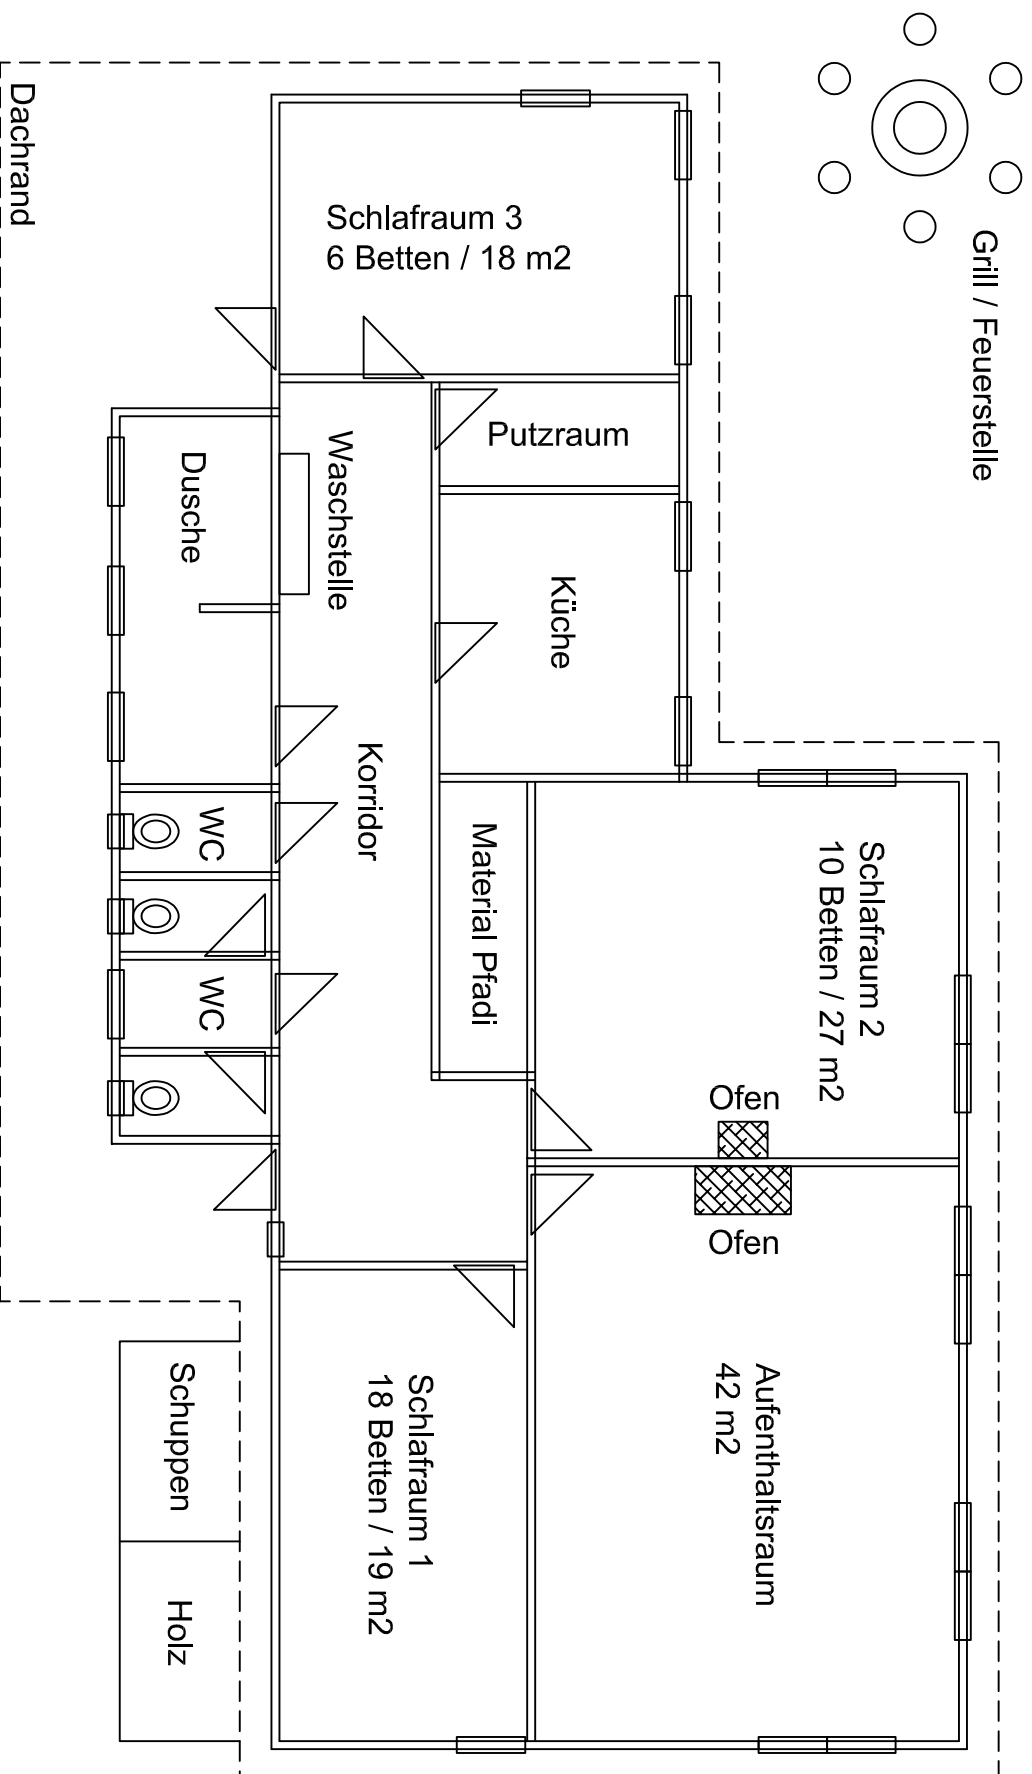 Grill / Feuerstelle
Dachrand
Schlafraum 3
6 Betten / 18 m2
Putzraum
Waschstelle
Dusche
Küche
Korridor
WC
WC
Material Pfadi
Schlafraum 2
10 Betten / 27 m2
Ofen
Ofen
Aufenthaltsraum
42 m2
Schlafraum 1
18 Betten / 19 m2
Schuppen
Holz